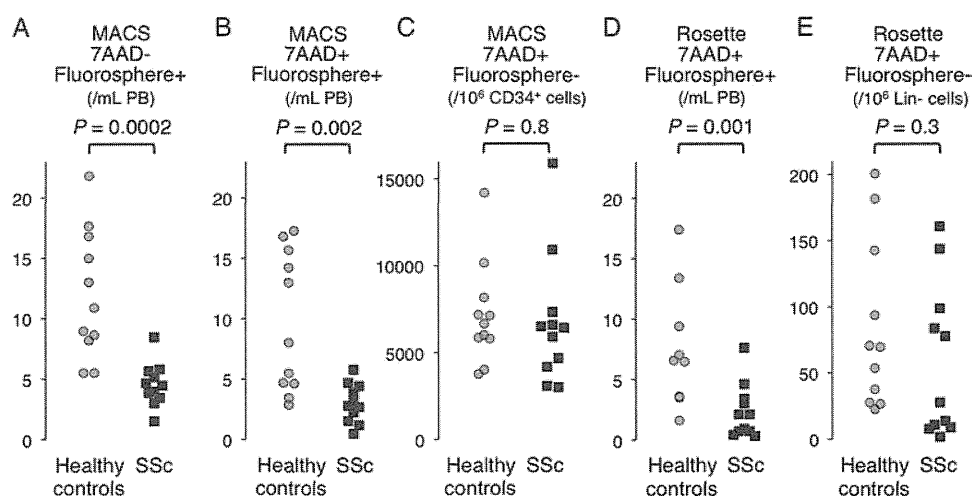 A
MACS
7AAD-
Fluorosphere+
(/mL PB)
P = 0.0002
20
15
10
5
0
Healthy controls
SSc
B
MACS
7AAD+
Fluorosphere+
(/mL PB)
P = 0.002
20
15
10
5
0
Healthy controls
SSc
C
MACS
7AAD+
Fluorosphere-
(/10⁶ CD34⁺ cells)
P = 0.8
15000
10000
5000
0
Healthy controls
SSc
D
Rosette
7AAD+
Fluorosphere+
(/mL PB)
P = 0.001
20
15
10
5
0
Healthy controls
SSc
E
Rosette
7AAD+
Fluorosphere-
(/10⁶ Lin- cells)
P = 0.3
200
150
100
50
0
Healthy controls
SSc